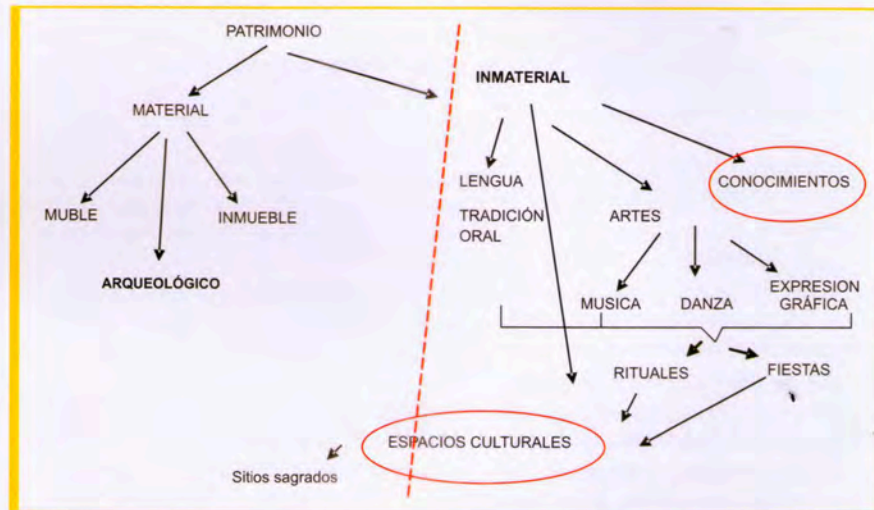 PATRIMONIO
INMATERIAL
MATERIAL
LENGUA
CONOCIMIENTOS
MUBLE
INMUEBLE
TRADICIÓN
ORAL
ARTES
ARQUEOLÓGICO
MUSICA
DANZA
EXPRESION
GRÁFICA
RITUALES
FIESTAS
ESPACIOS CULTURALES
Sitios sagrados